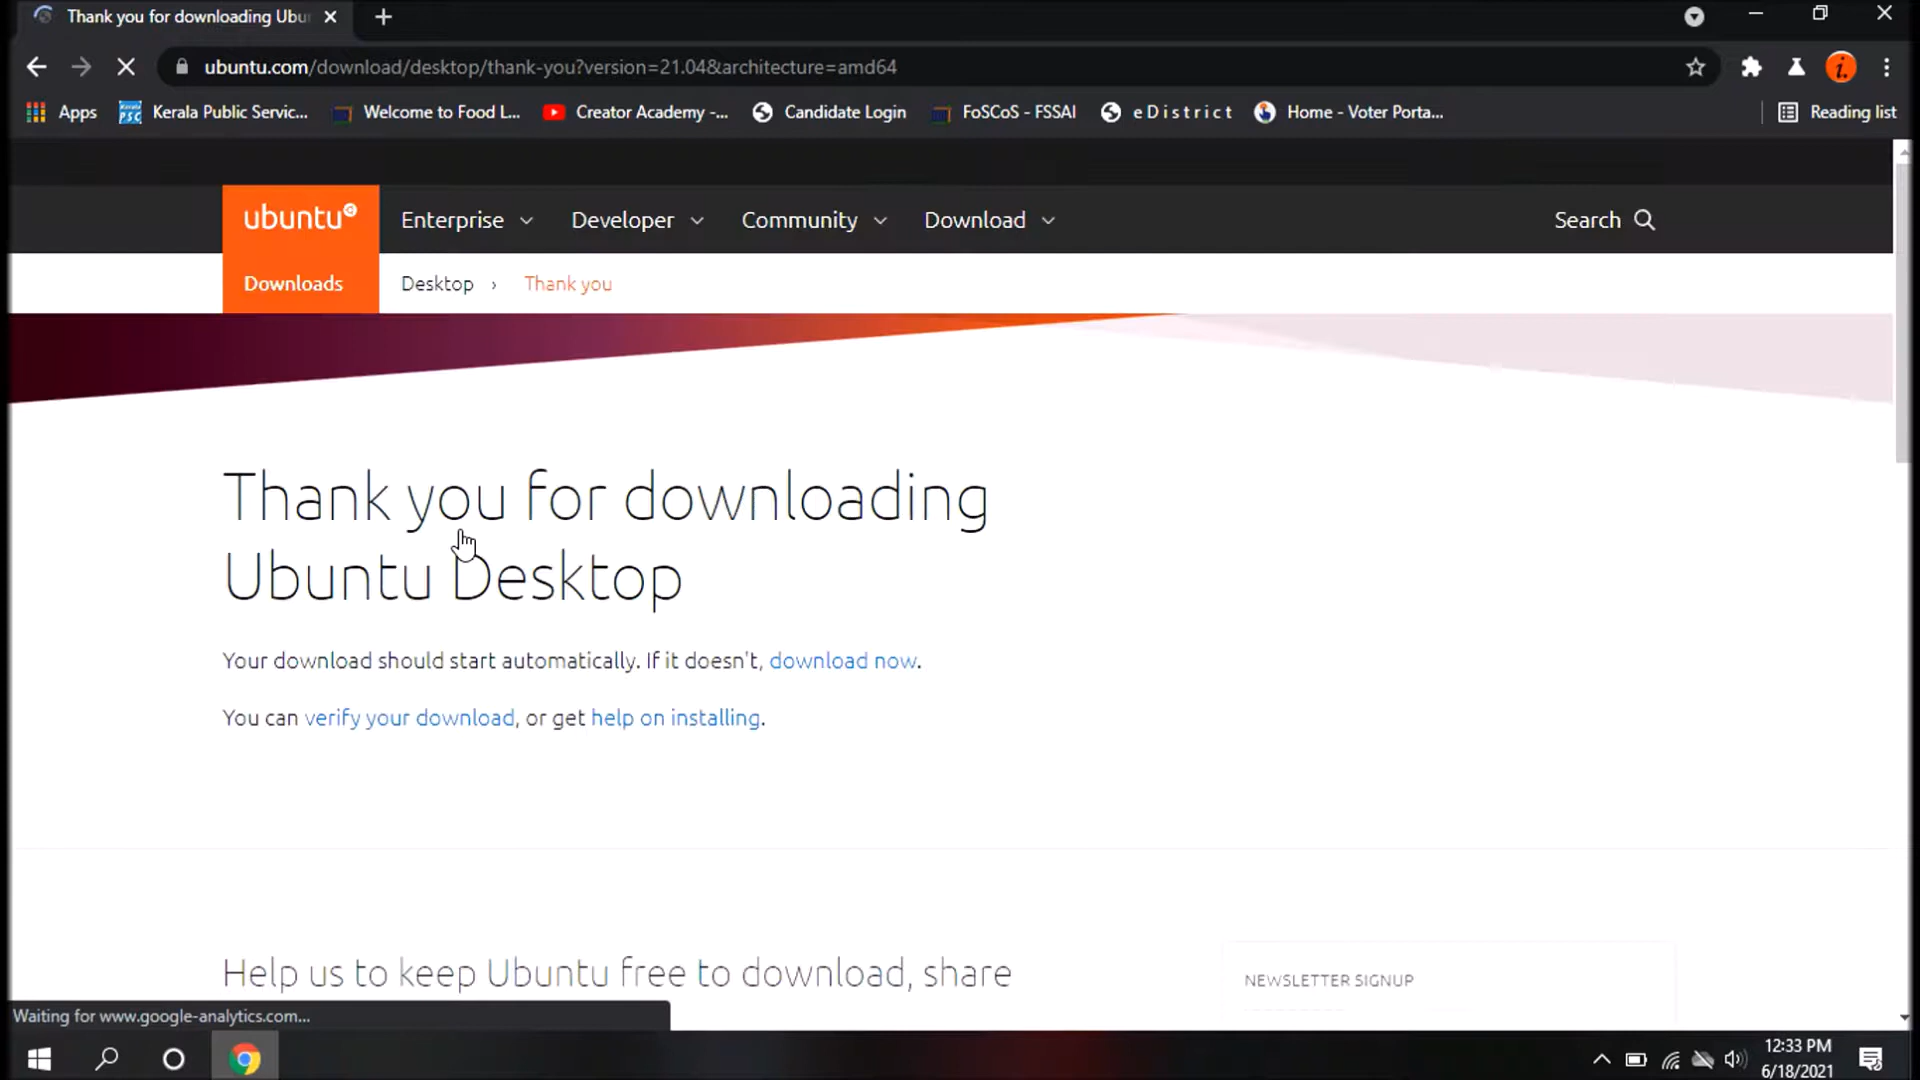 Thank you for downloading Ubu
ubuntu.com/download/desktop/thank-you?version=21.04&architecture=amd64
Apps
Kerala Public Servic...
Welcome to Food L...
Creator Academy -...
Candidate Login
FoSCoS - FSSAI
e D i s t r i c t
Home - Voter Porta...
Reading list
ubuntu
Enterprise
Developer
Community
Download
Search
Downloads
Desktop › Thank you
Thank you for downloading
Ubuntu Desktop
Your download should start automatically. If it doesn't, download now.
You can verify your download, or get help on installing.
Help us to keep Ubuntu free to download, share
NEWSLETTER SIGNUP
Waiting for www.google-analytics.com...
12:33 PM
6/18/2021